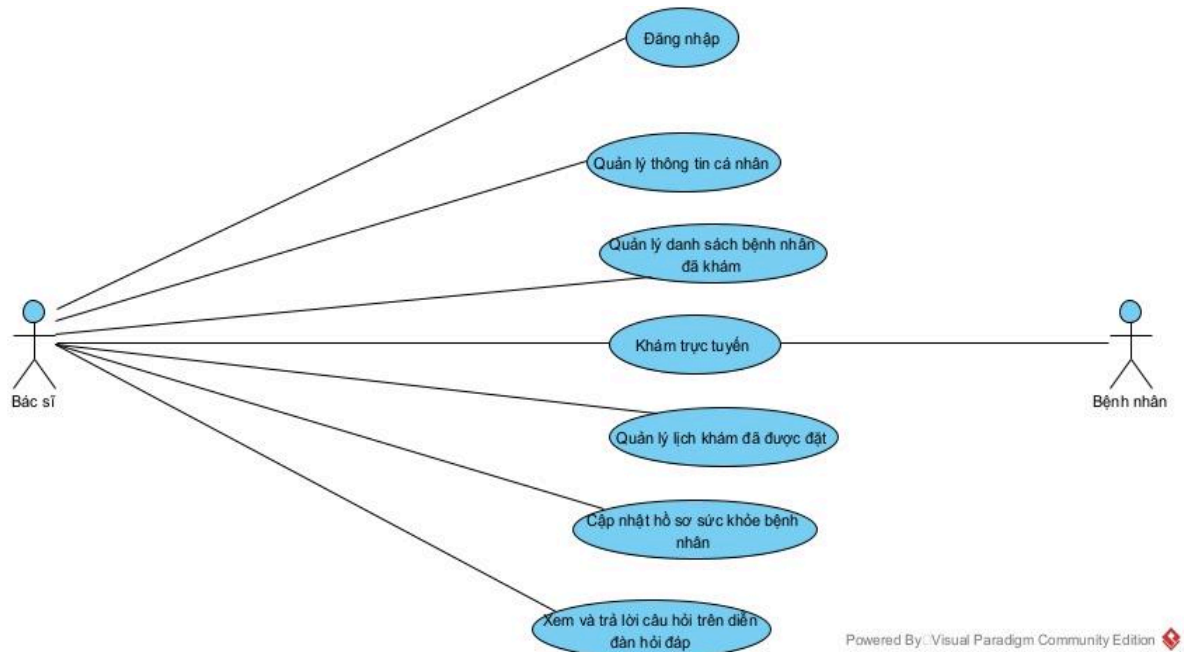 Đăng nhập
Quản lý thông tin cá nhân
Quản lý danh sách bệnh nhân
đã khám
Khám trực tuyến
Bác sĩ
Bệnh nhân
Quản lý lịch khám đã được đặt
Cập nhật hồ sơ sức khỏe bệnh
nhân
Xem và trả lời câu hỏi trên diễn
đàn hỏi đáp
Powered By Visual Paradigm Community Edition